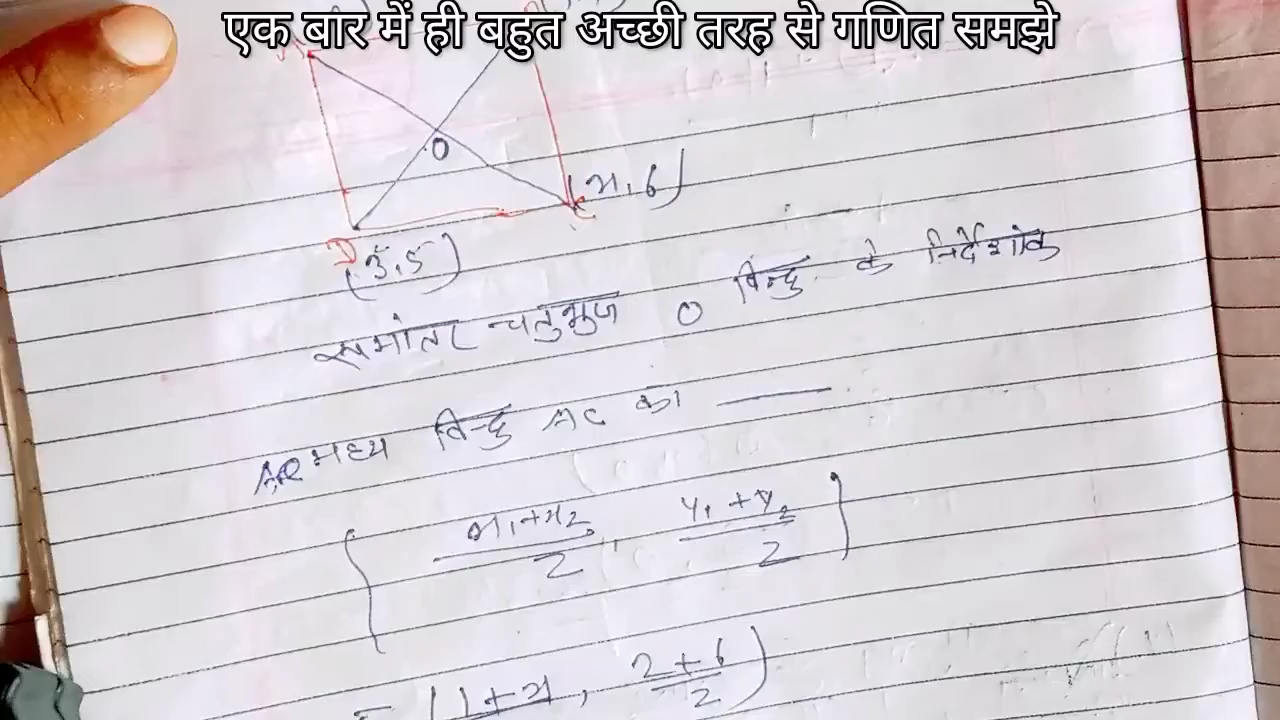 एक बार में ही बहुत अच्छी तरह से गणित समझे
O
(x, 6)
C
D
(3, 5)
समांतर चतुर्भुज O बिन्दु के निर्देशांक
मध्य बिन्दु AC का ———
[ x₁+x₂/2 , y₁+y₂/2 ]
= (1+x, 2+6/2)